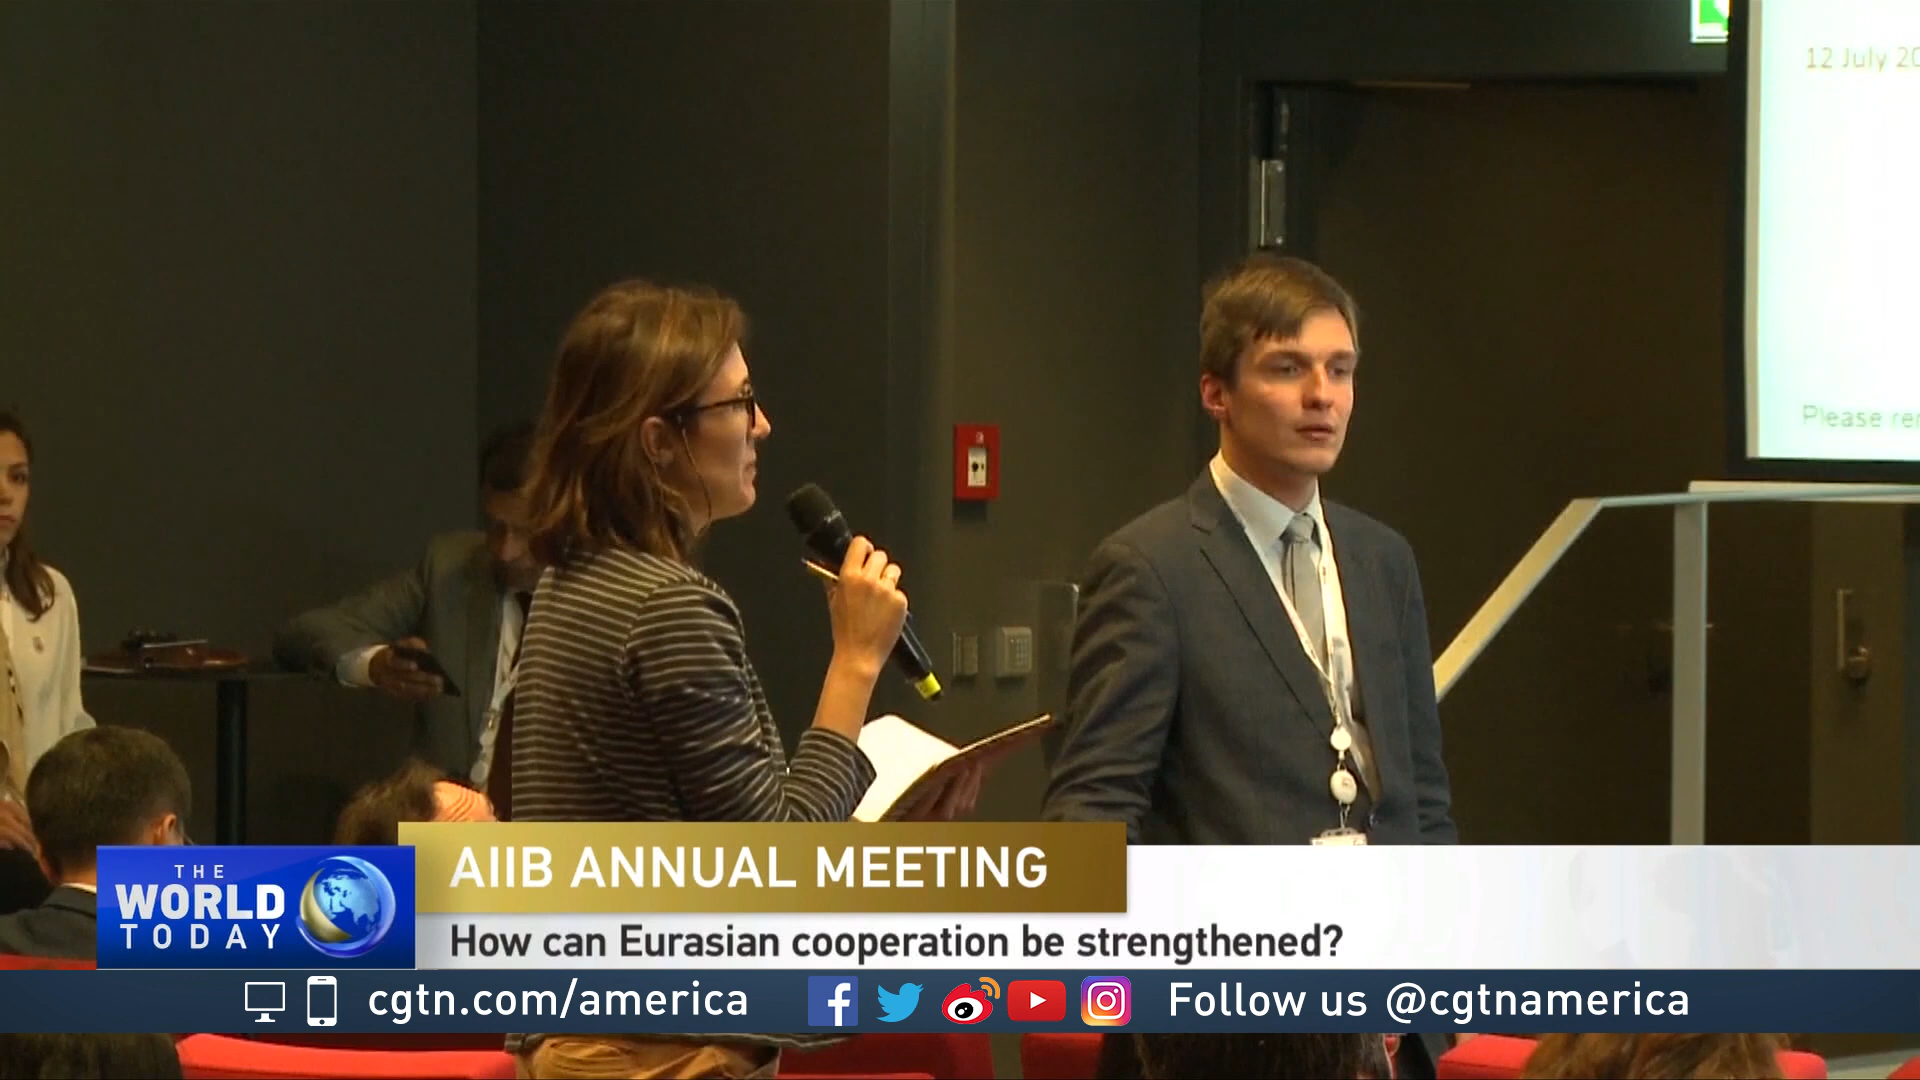 12 July 20
Please re
AIIB ANNUAL MEETING
THE
WORLD
TODAY
How can Eurasian cooperation be strengthened?
cgtn.com/america
Follow us @cgtnamerica